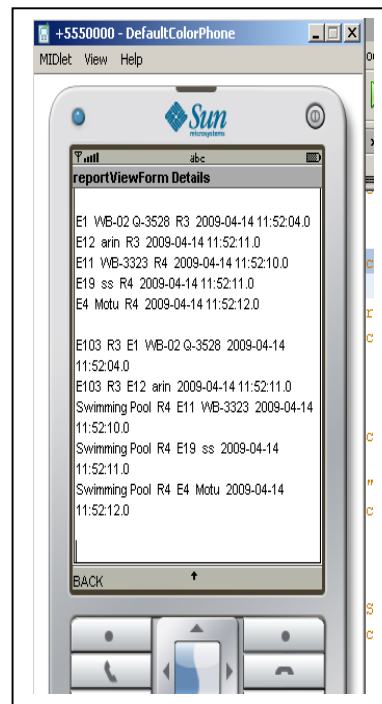 +5550000 - DefaultColorPhone
MIDlet View Help
Sun
microsystems
abc
reportViewForm Details
E1 WB-02 Q-3528 R3 2009-04-14 11:52:04.0
E12 arin R3 2009-04-14 11:52:11.0
E11 WB-3323 R4 2009-04-14 11:52:10.0
E19 ss R4 2009-04-14 11:52:11.0
E4 Motu R4 2009-04-14 11:52:12.0
E103 R3 E1 WB-02 Q-3528 2009-04-14
11:52:04.0
E103 R3 E12 arin 2009-04-14 11:52:11.0
Swimming Pool R4 E11 WB-3323 2009-04-14
11:52:10.0
Swimming Pool R4 E19 ss 2009-04-14
11:52:11.0
Swimming Pool R4 E4 Motu 2009-04-14
11:52:12.0
BACK